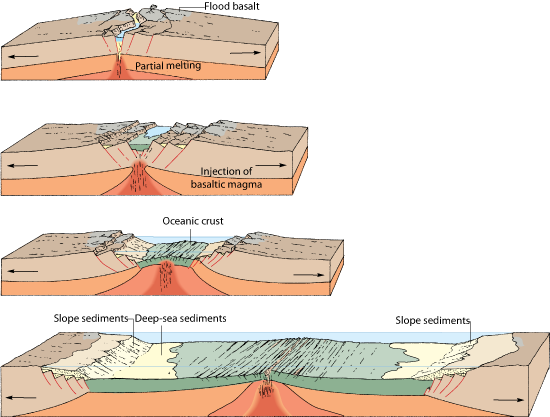 Flood basalt
Partial melting
Injection of
basaltic magma
Oceanic crust
Slope sediments
Deep-sea sediments
Slope sediments